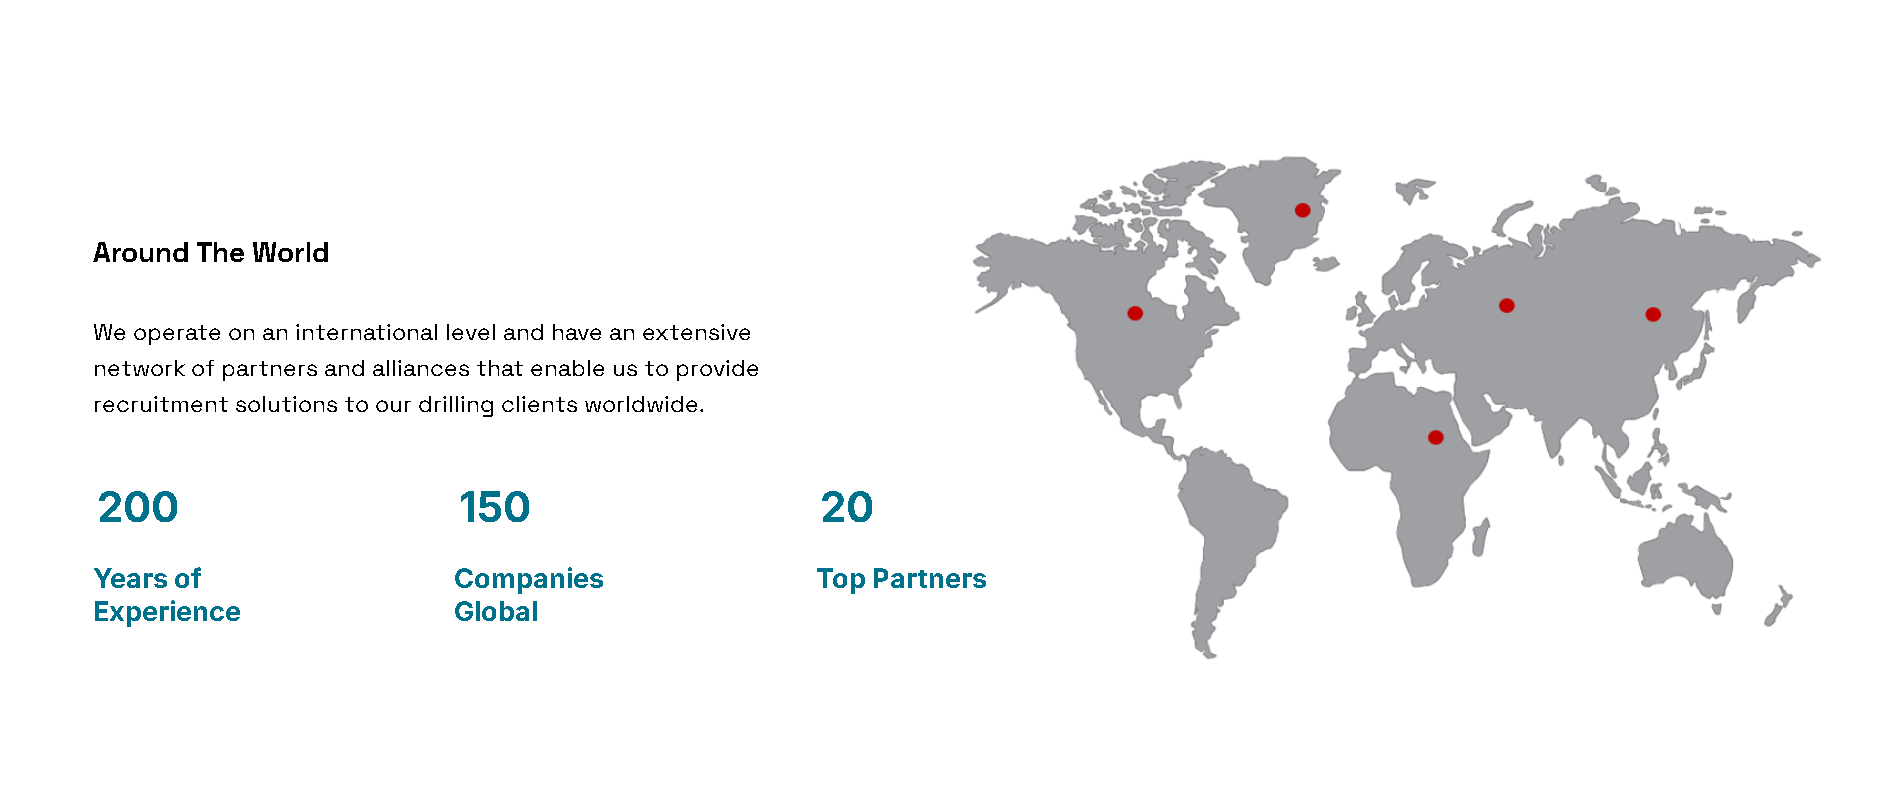 Around The World
We operate on an international level and have an extensive
network of partners and alliances that enable us to provide
recruitment solutions to our drilling clients worldwide.
200
Years of
Experience
150
Companies
Global
20
Top Partners